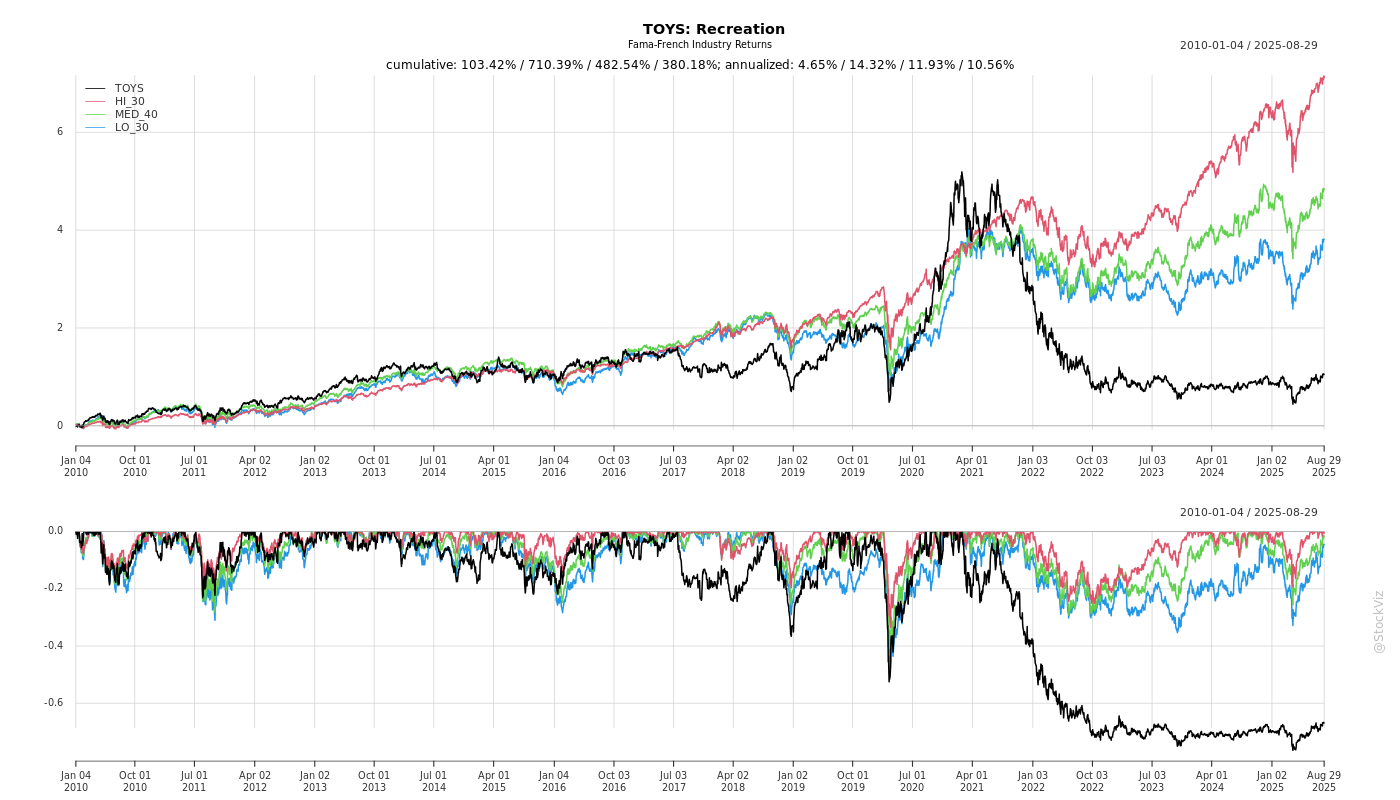 TOYS: Recreation
Fama-French Industry Returns
2010-01-04 / 2025-08-29
cumulative: 103.42% / 710.39% / 482.54% / 380.18%; annualized: 4.65% / 14.32% / 11.93% / 10.56%
TOYS
HI_30
MED_40
LO_30
6
4
2
0
Jan 04 Oct 01 Jul 01 Apr 02 Jan 02 Oct 01 Jul 01 Apr 01 Jan 04 Oct 03 Jul 03 Apr 02 Jan 02 Oct 01 Jul 01 Apr 01 Jan 03 Oct 03 Jul 03 Apr 01 Jan 02 Aug 29
2010 2010 2011 2012 2013 2013 2014 2015 2016 2016 2017 2018 2019 2019 2020 2021 2022 2022 2023 2024 2025 2025
2010-01-04 / 2025-08-29
0.0
-0.2
-0.4
-0.6
Jan 04 Oct 01 Jul 01 Apr 02 Jan 02 Oct 01 Jul 01 Apr 01 Jan 04 Oct 03 Jul 03 Apr 02 Jan 02 Oct 01 Jul 01 Apr 01 Jan 03 Oct 03 Jul 03 Apr 01 Jan 02 Aug 29
2010 2010 2011 2012 2013 2013 2014 2015 2016 2016 2017 2018 2019 2019 2020 2021 2022 2022 2023 2024 2025 2025
@StockViz